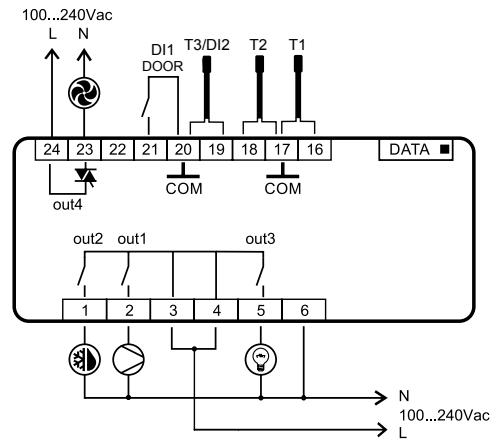 100...240Vac
L N
DI1
DOOR
T3/DI2
T2
T1
24 23 22 21 20 19 18 17 16
DATA
COM
COM
out4
out2 out1 out3
1 2 3 4 5 6
N
100...240Vac
L